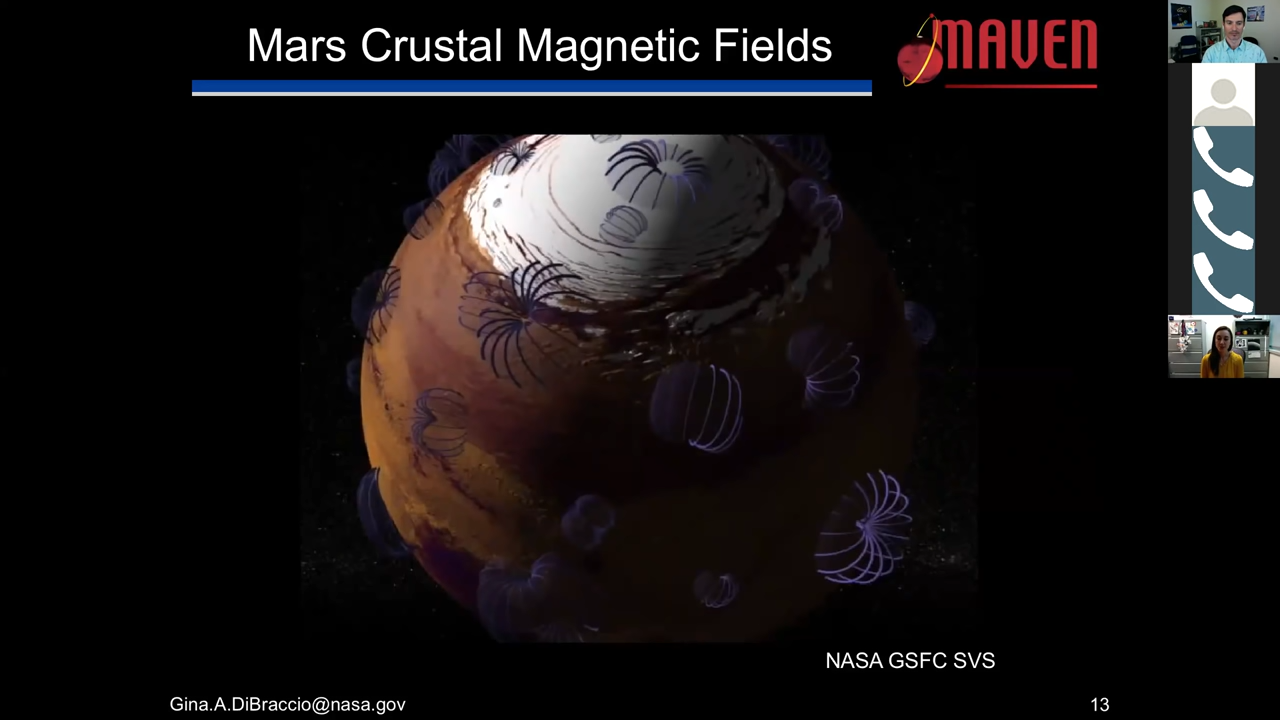 Mars Crustal Magnetic Fields
MAVEN
NASA GSFC SVS
Gina.A.DiBraccio@nasa.gov
13